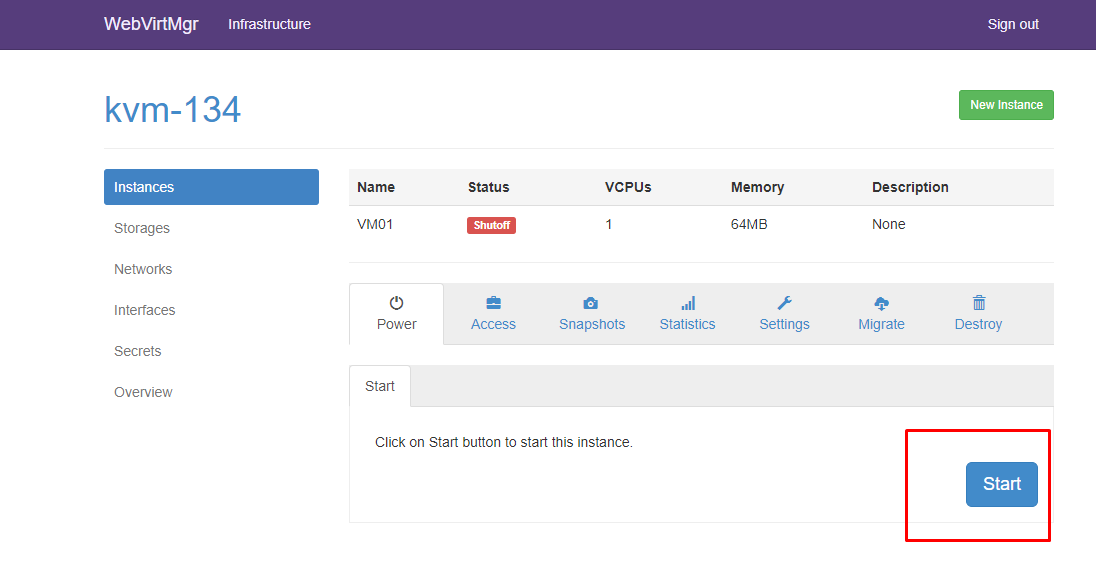 WebVirtMgr Infrastructure Sign out
kvm-134
New Instance
Instances
Storages
Networks
Interfaces
Secrets
Overview
Name Status VCPUs Memory Description
VM01 Shutoff 1 64MB None
Power Access Snapshots Statistics Settings Migrate Destroy
Start
Click on Start button to start this instance.
Start